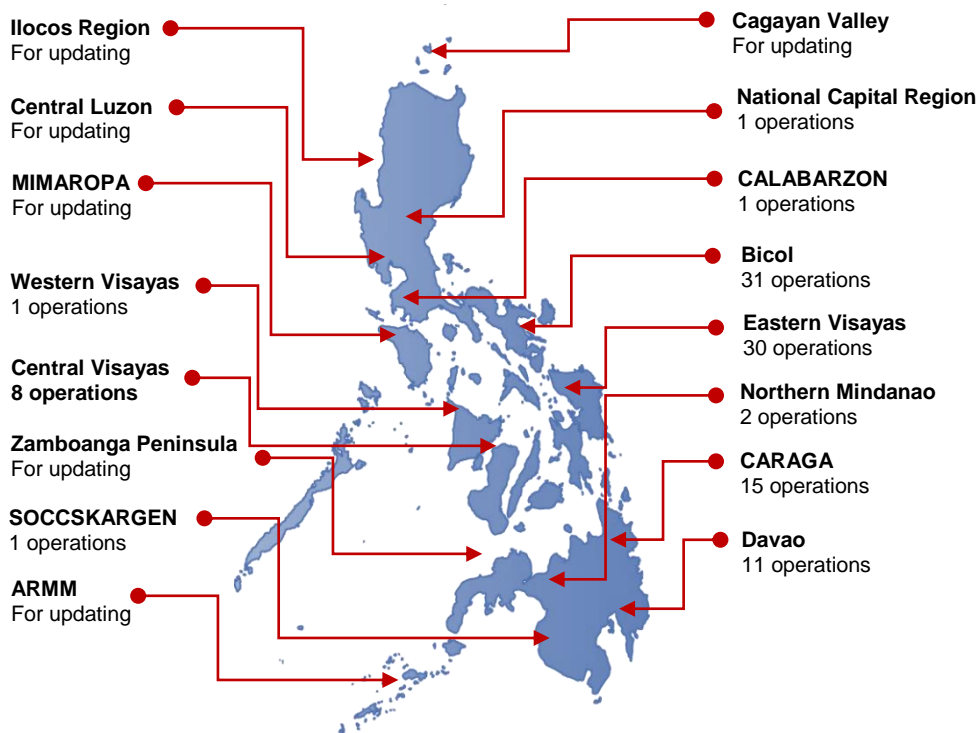 Ilocos Region
For updating
Central Luzon
For updating
MIMAROPA
For updating
Western Visayas
1 operations
Central Visayas
8 operations
Zamboanga Peninsula
For updating
SOCCSKARGEN
1 operations
ARMM
For updating
Cagayan Valley
For updating
National Capital Region
1 operations
CALABARZON
1 operations
Bicol
31 operations
Eastern Visayas
30 operations
Northern Mindanao
2 operations
CARAGA
15 operations
Davao
11 operations